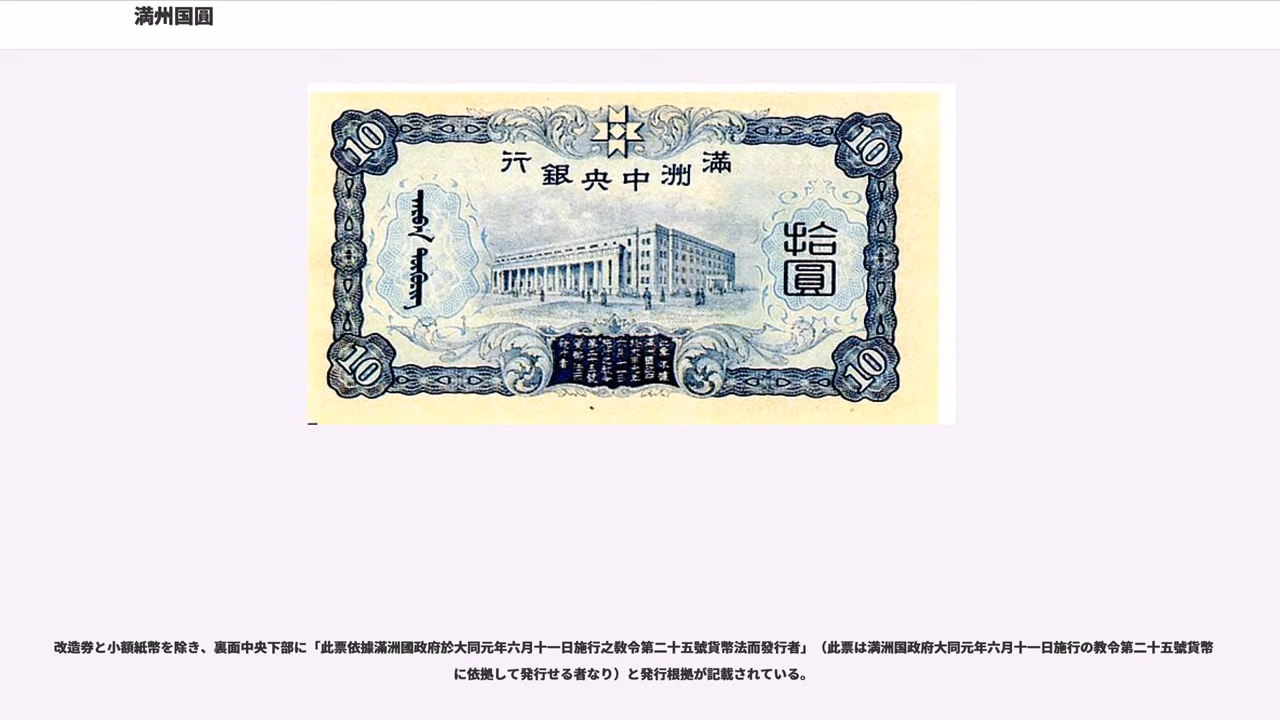 満州国圓
10
10
滿洲中央銀行
拾
圓
10
10
改造券と小額紙幣を除き、裏面中央下部に「此票依據滿洲國政府於大同元年六月十一日施行之教令第二十五號貨幣法而發行者」（此票は満洲国政府大同元年六月十一日施行の教令第二十五號貨幣
に依拠して発行せる者なり）と発行根拠が記載されている。